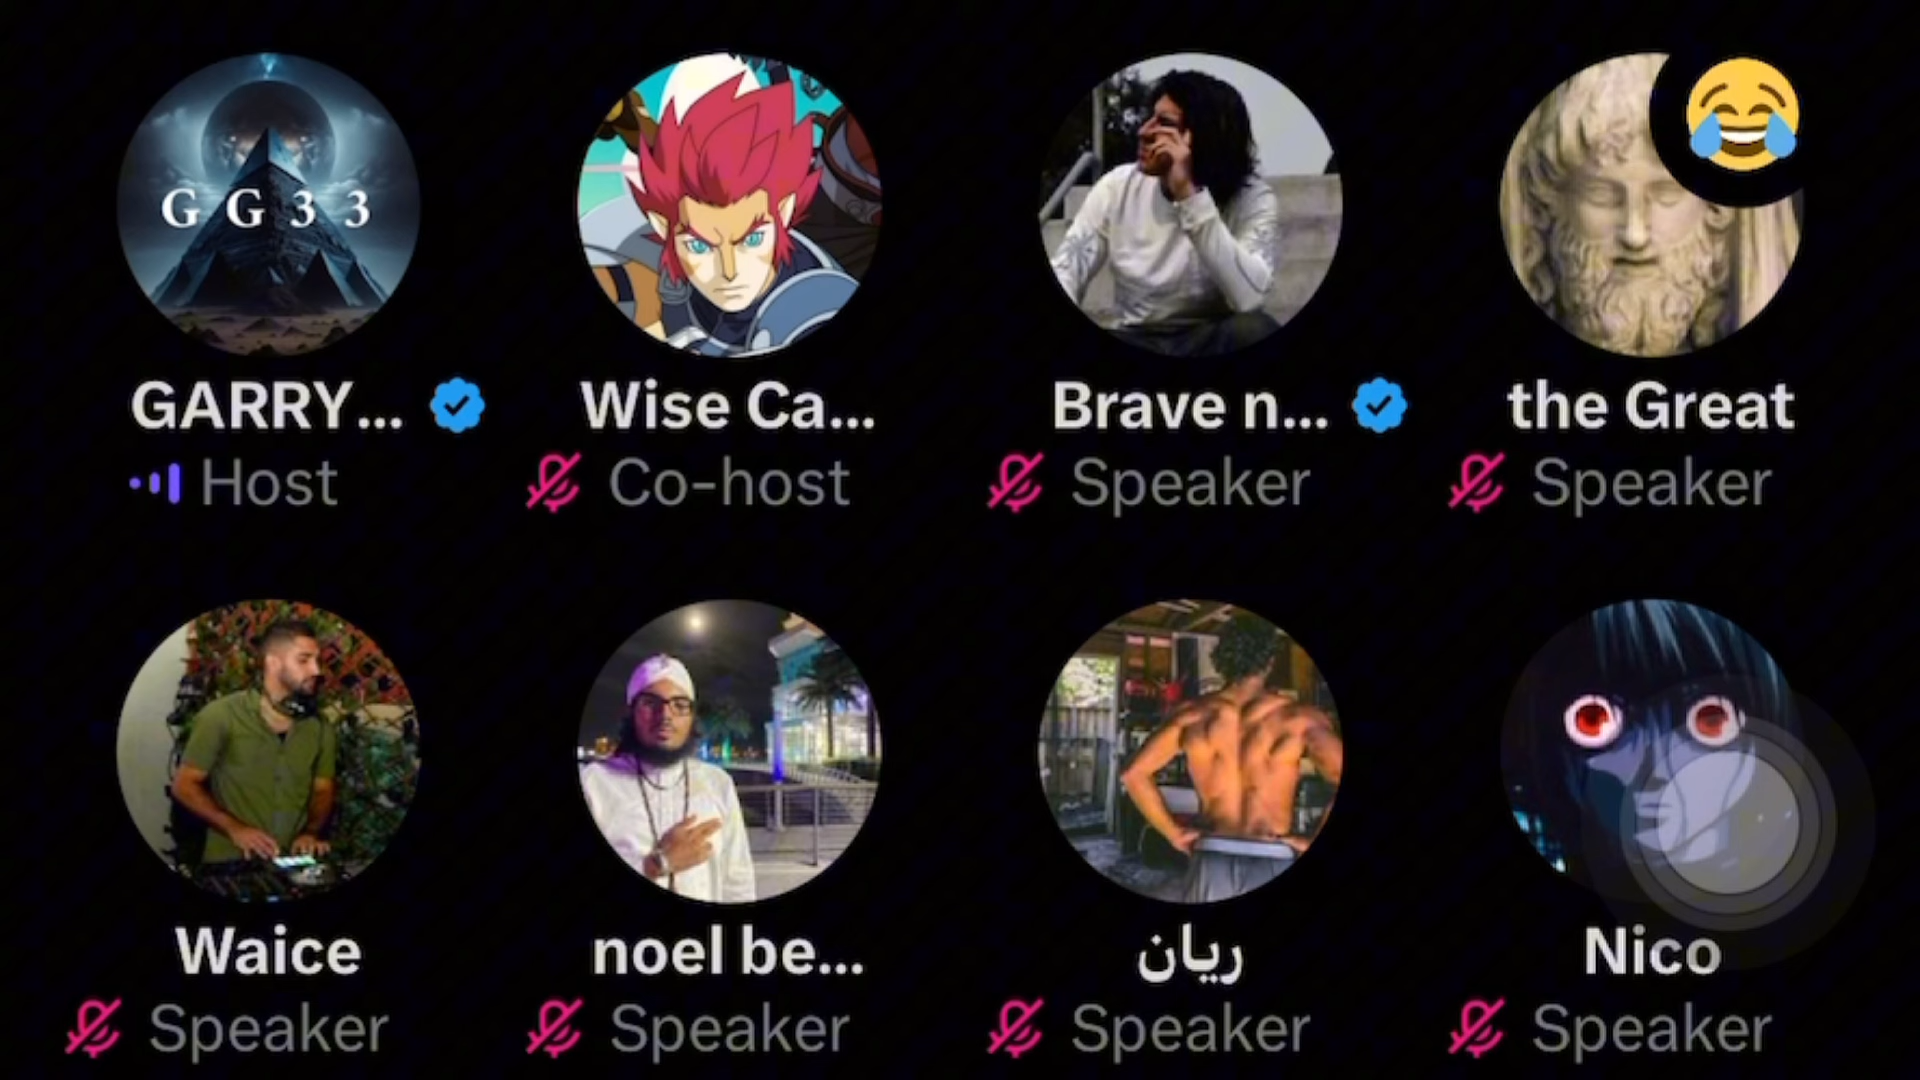 GG33
GARRY... Wise Ca... Brave n... the Great
Host Co-host Speaker Speaker
Waice noel be... ريان Nico
Speaker Speaker Speaker Speaker